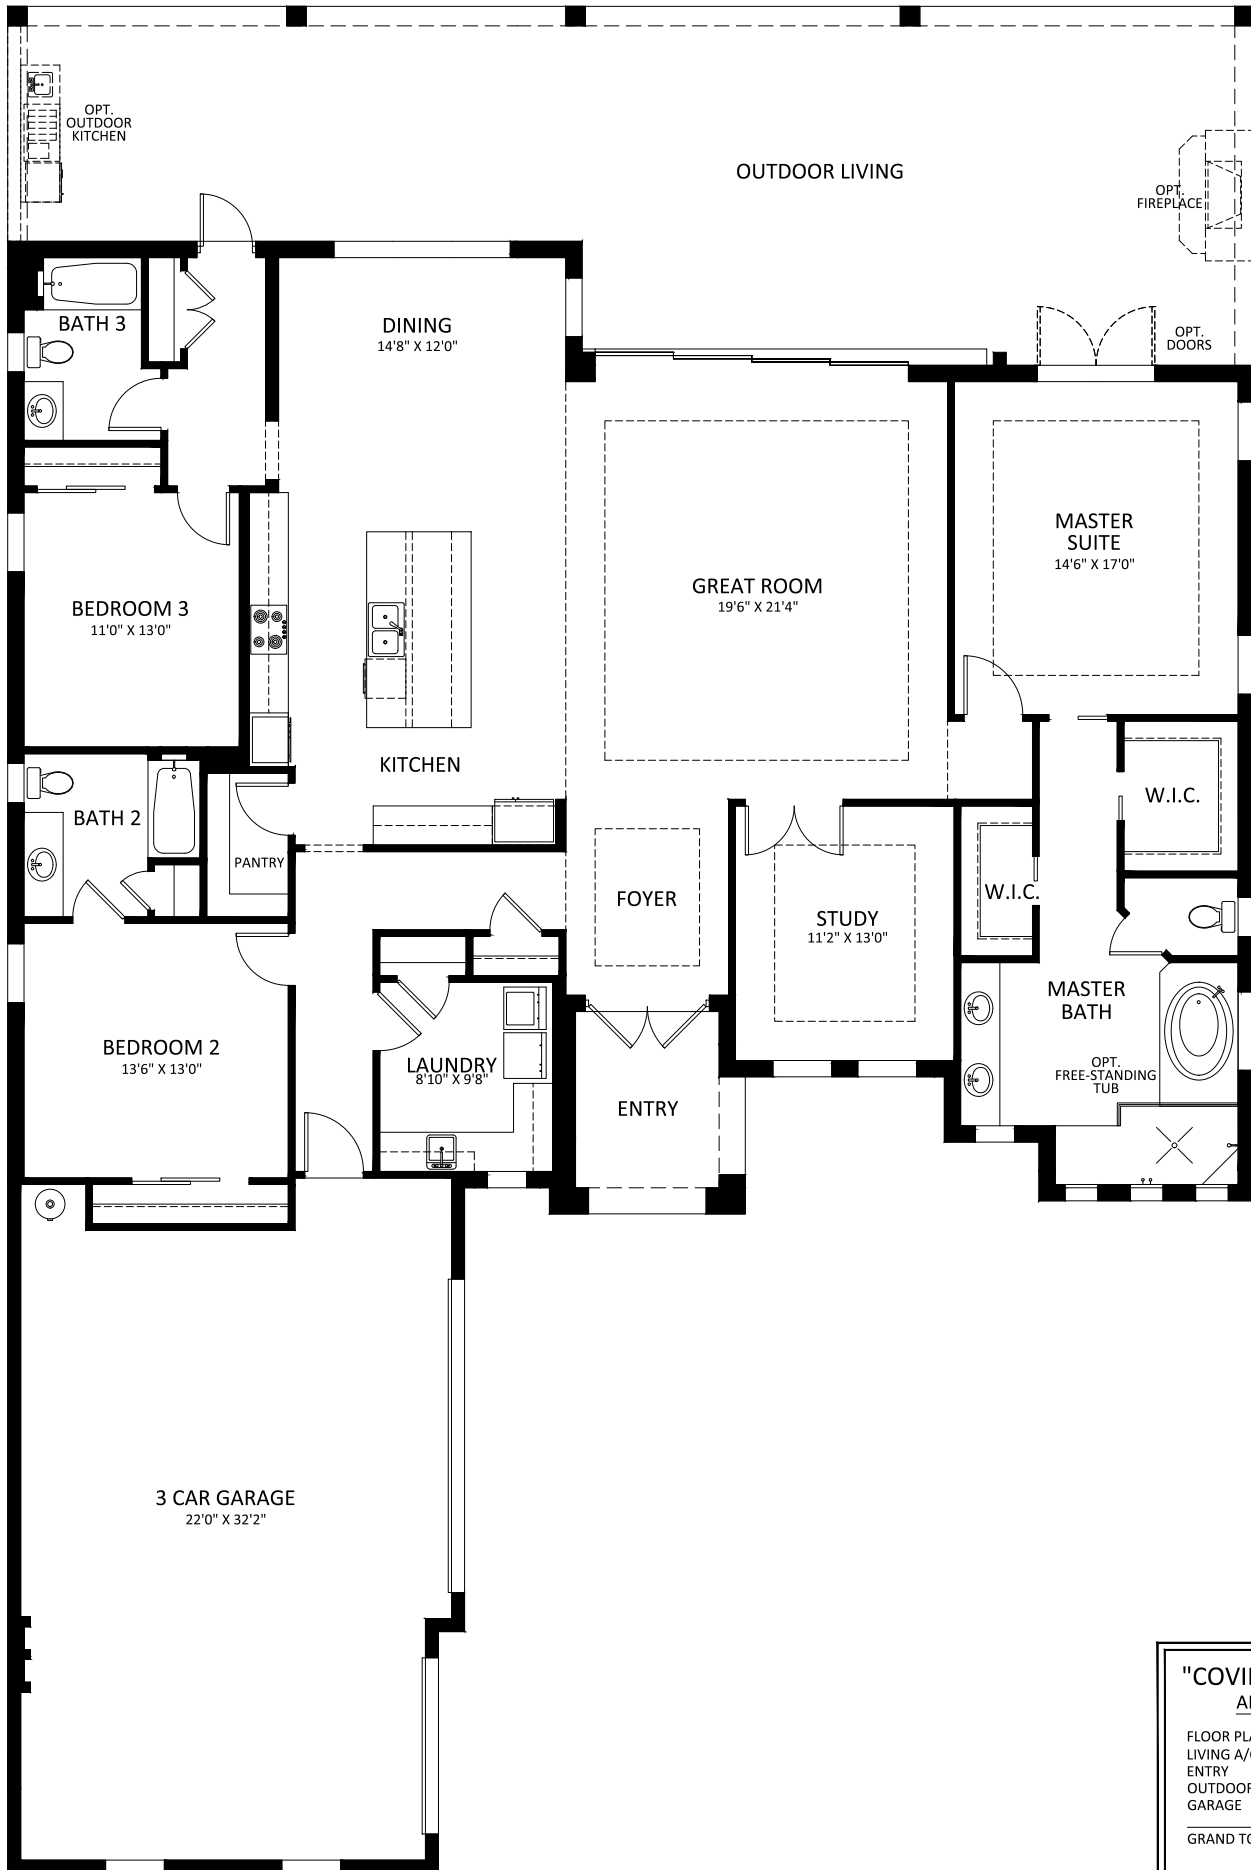 OPT.
OUTDOOR
KITCHEN
OUTDOOR LIVING
OPT.
FIREPLACE
BATH 3
DINING
14'8" X 12'0"
OPT.
DOORS
MASTER
SUITE
14'6" X 17'0"
GREAT ROOM
19'6" X 21'4"
BEDROOM 3
11'0" X 13'0"
KITCHEN
W.I.C.
BATH 2
PANTRY
W.I.C.
FOYER
STUDY
11'2" X 13'0"
MASTER
BATH
BEDROOM 2
13'6" X 13'0"
LAUNDRY
8'10" X 9'8"
OPT.
FREE-STANDING
TUB
ENTRY
3 CAR GARAGE
22'0" X 32'2"
FLOOR
LIVING
ENTRY
GARAGE
GRAND